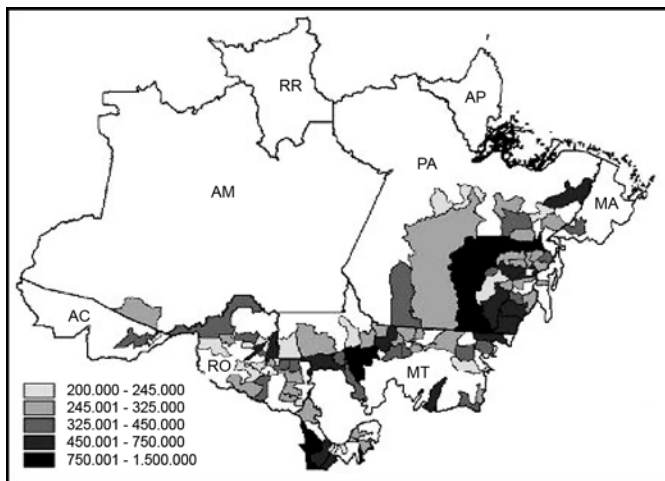 RR
AP
PA
AM
MA
AC
RO
MT
200.000 - 245.000
245.001 - 325.000
325.001 - 450.000
450.001 - 750.000
750.001 - 1.500.000